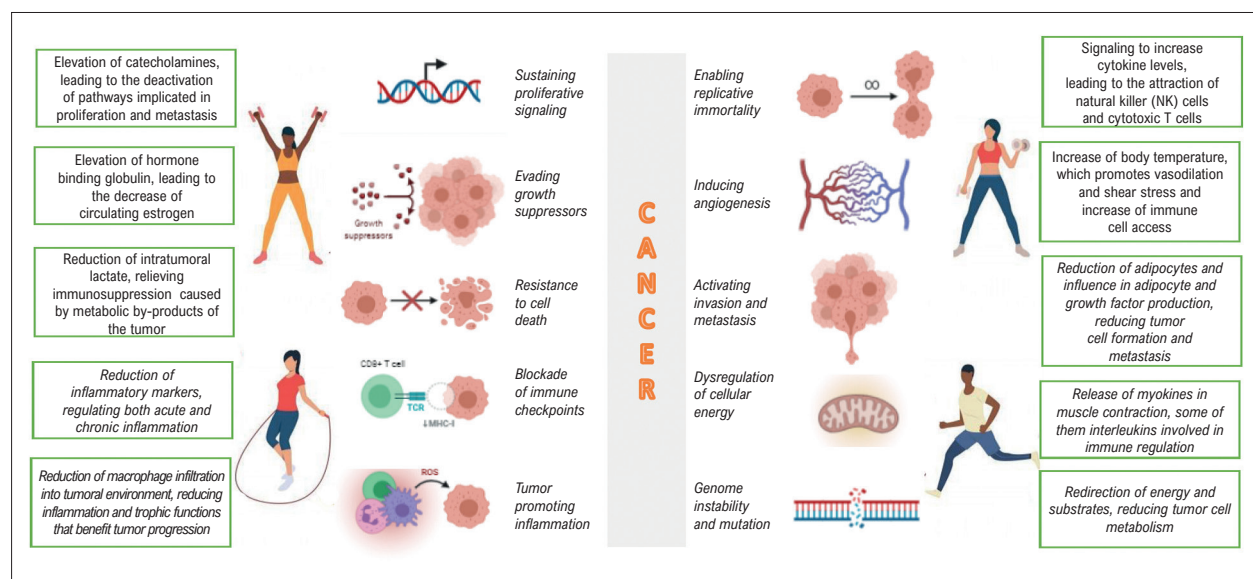 Elevation of catecholamines,
leading to the deactivation
of pathways implicated in
proliferation and metastasis
Elevation of hormone
binding globulin, leading to
the decrease of
circulating estrogen
Reduction of intratumoral
lactate, relieving
immunosuppression caused
by metabolic by-products of
the tumor
Reduction of
inflammatory markers,
regulating both acute and
chronic inflammation
Reduction of macrophage infiltration
into tumoral environment, reducing
inflammation and trophic functions
that benefit tumor progression
Sustaining
proliferative
signaling
Growth
suppressors
Evading
growth
suppressors
Resistance
to cell
death
CD8+ T cell
TCR
↓MHC-I
Blockade
of immune
checkpoints
ROS
Tumor
promoting
inflammation
CANCER
Enabling
replicative
immortality
∞
Inducing
angiogenesis
Activating
invasion and
metastasis
Dysregulation
of cellular
energy
Genome
instability
and mutation
Signaling to increase
cytokine levels,
leading to the attraction of
natural killer (NK) cells
and cytotoxic T cells
Increase of body temperature,
which promotes vasodilation
and shear stress and
increase of immune
cell access
Reduction of adipocytes and
influence in adipocyte and
growth factor production,
reducing tumor
cell formation and
metastasis
Release of myokines in
muscle contraction, some of
them interleukins involved in
immune regulation
Redirection of energy and
substrates, reducing tumor cell
metabolism